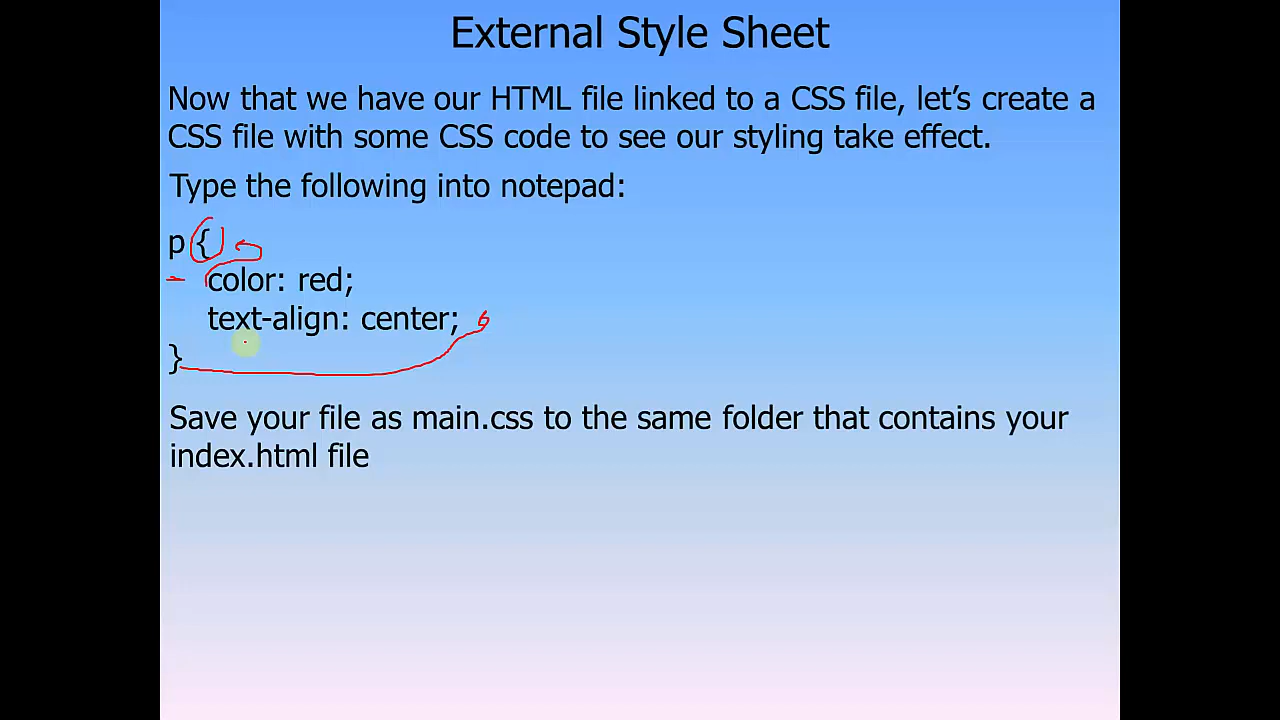 External Style Sheet
Now that we have our HTML file linked to a CSS file, let's create a
CSS file with some CSS code to see our styling take effect.
Type the following into notepad:
p {
color: red;
text-align: center;
}
Save your file as main.css to the same folder that contains your
index.html file